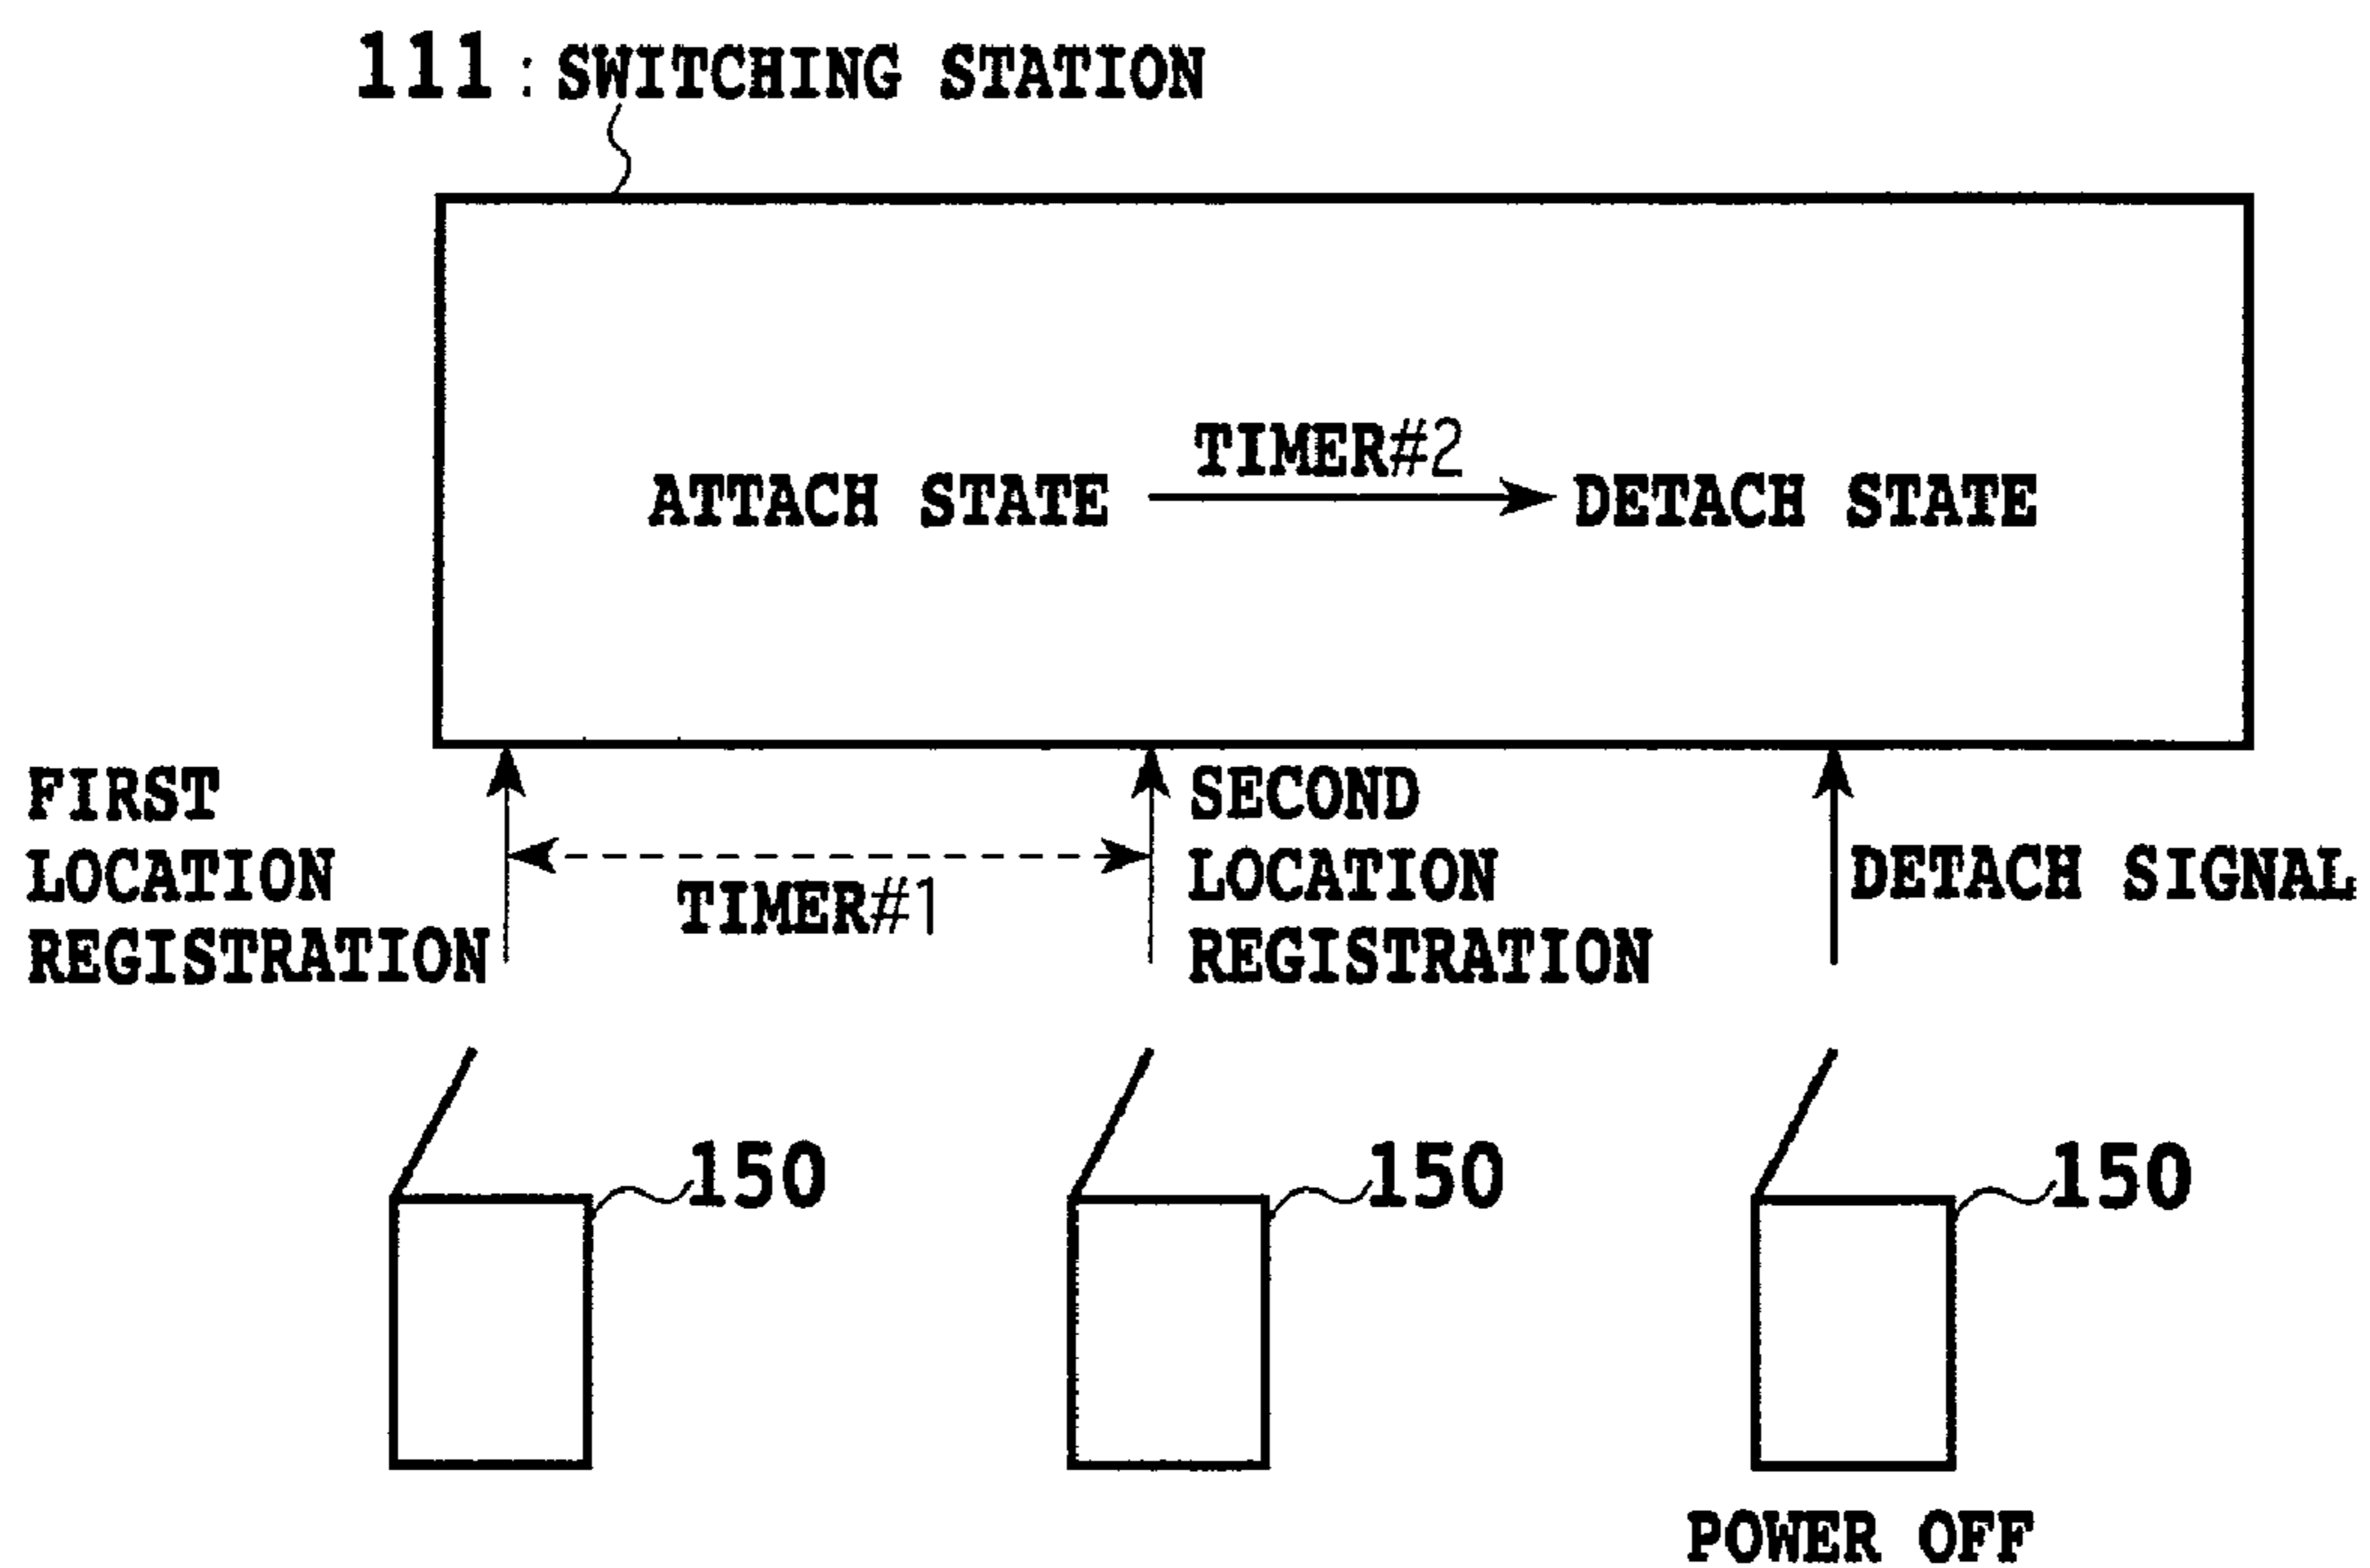 111 : SWITCHING STATION
TIMER#2
ATTACH STATE
DETACH STATE
FIRST
LOCATION
REGISTRATION
TIMER#1
SECOND
LOCATION
REGISTRATION
DETACH SIGNAL
150
150
150
POWER OFF